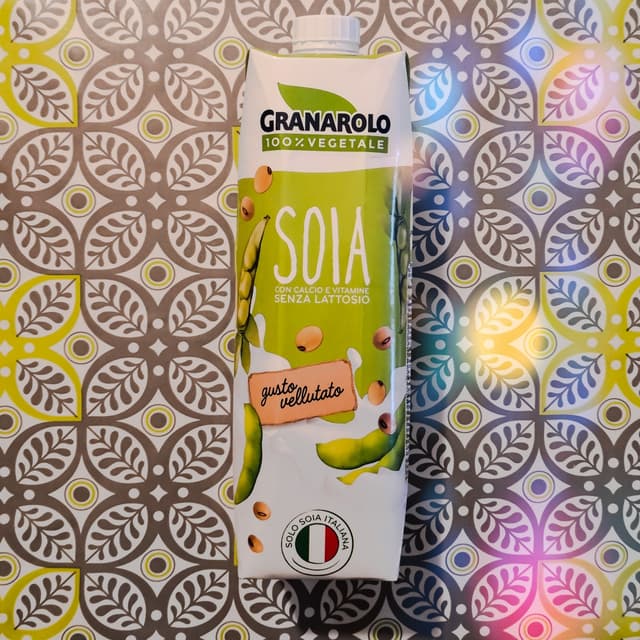 GRANAROLO
100% VEGETALE
SOIA
CON CALCIO E VITAMINE
SENZA LATTOSIO
gusto
vellutato
SOLO SOIA ITALIANA